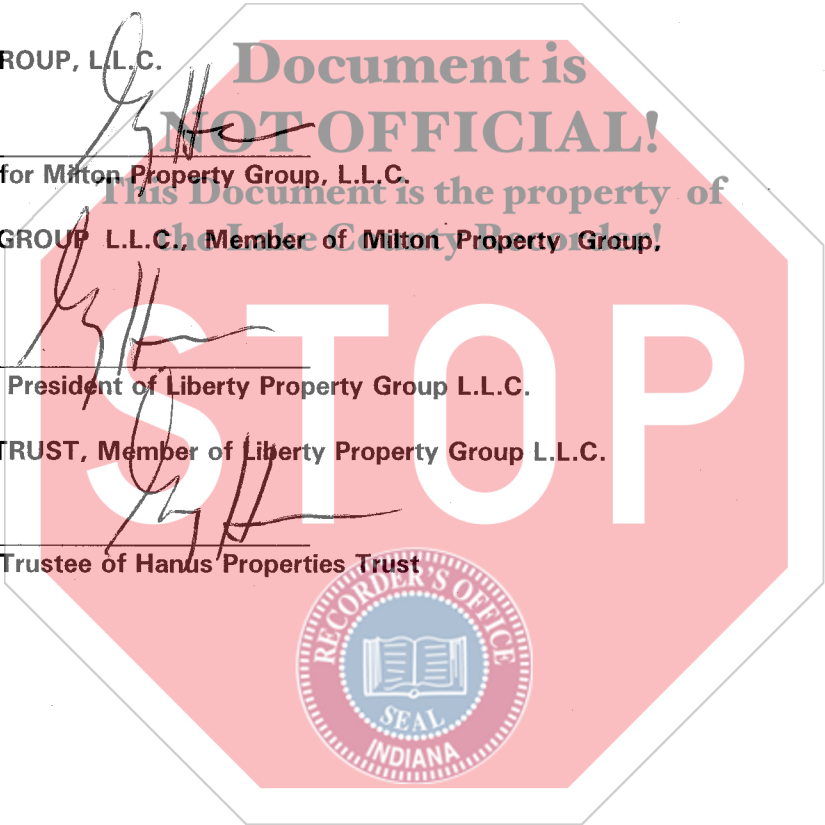 ROUP, L.L.C.
Document is
NOT OFFICIAL!
for Milton Property Group, L.L.C.
This Document is the property of
GROUP L.L.C., Member of Milton Property Group,
the Lake County Recorder!
STOP
President of Liberty Property Group L.L.C.
TRUST, Member of Liberty Property Group L.L.C.
Trustee of Hanus Properties Trust
RECORDER'S OFFICE
SEAL
INDIANA